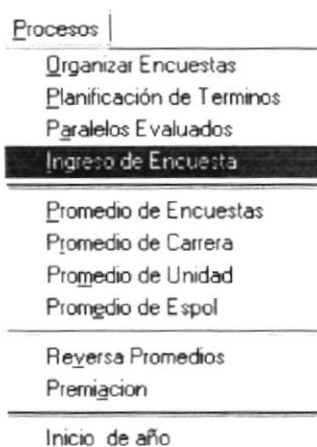 Procesos
Organizar Encuestas
Planificación de Terminos
Paralelos Evaluados
Ingreso de Encuesta
Promedio de Encuestas
Promedio de Carrera
Promedio de Unidad
Promedio de Espol
Reversa Promedios
Premiacion
Inicio de año